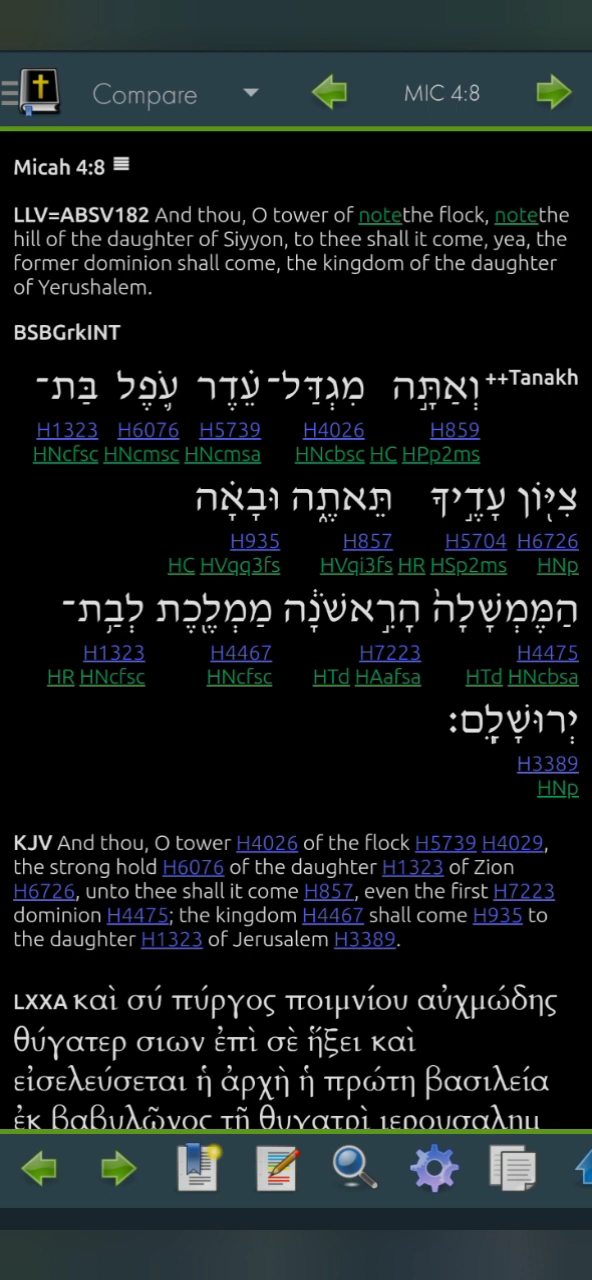 Compare MIC 4:8
Micah 4:8
LLV=ABSV182 And thou, O tower of notethe flock, notethe
hill of the daughter of Siyyon, to thee shall it come, yea, the
former dominion shall come, the kingdom of the daughter
of Yerushalem.
BSBGrkINT
++Tanakh וְאַתָּ֣ה מִגְדַּל־עֵ֗דֶר עֹ֛פֶל בַּת־
H1323 H6076 H5739 H4026 H859
HNcfsc HNcmsc HNcmsa HNcbsc HC HPp2ms
צִיּ֖וֹן עָדֶ֣יךָ תֵּאתֶ֑ה וּבָאָ֗ה
H935 H857 H5704 H6726
HC HVqq3fs HVqi3fs HR HSp2ms HNp
הַמֶּמְשָׁלָה֙ הָרִ֣אשֹׁנָ֔ה מַמְלֶ֖כֶת לְבַ֥ת־
H1323 H4467 H7223 H4475
HR HNcfsc HNcfsc HTd HAafsa HTd HNcbsa
יְרוּשָׁלָֽ͏ִם׃
H3389
HNp
KJV And thou, O tower H4026 of the flock H5739 H4029,
the strong hold H6076 of the daughter H1323 of Zion
H6726, unto thee shall it come H857, even the first H7223
dominion H4475; the kingdom H4467 shall come H935 to
the daughter H1323 of Jerusalem H3389.
LXXA καὶ σύ πύργος ποιμνίου αὐχμώδης
θύγατερ σιων ἐπὶ σὲ ἥξει καὶ
εἰσελεύσεται ἡ ἀρχὴ ἡ πρώτη βασιλεία
ἐκ βαβυλῶνος τῇ θυγατρὶ ιερουσαλημ